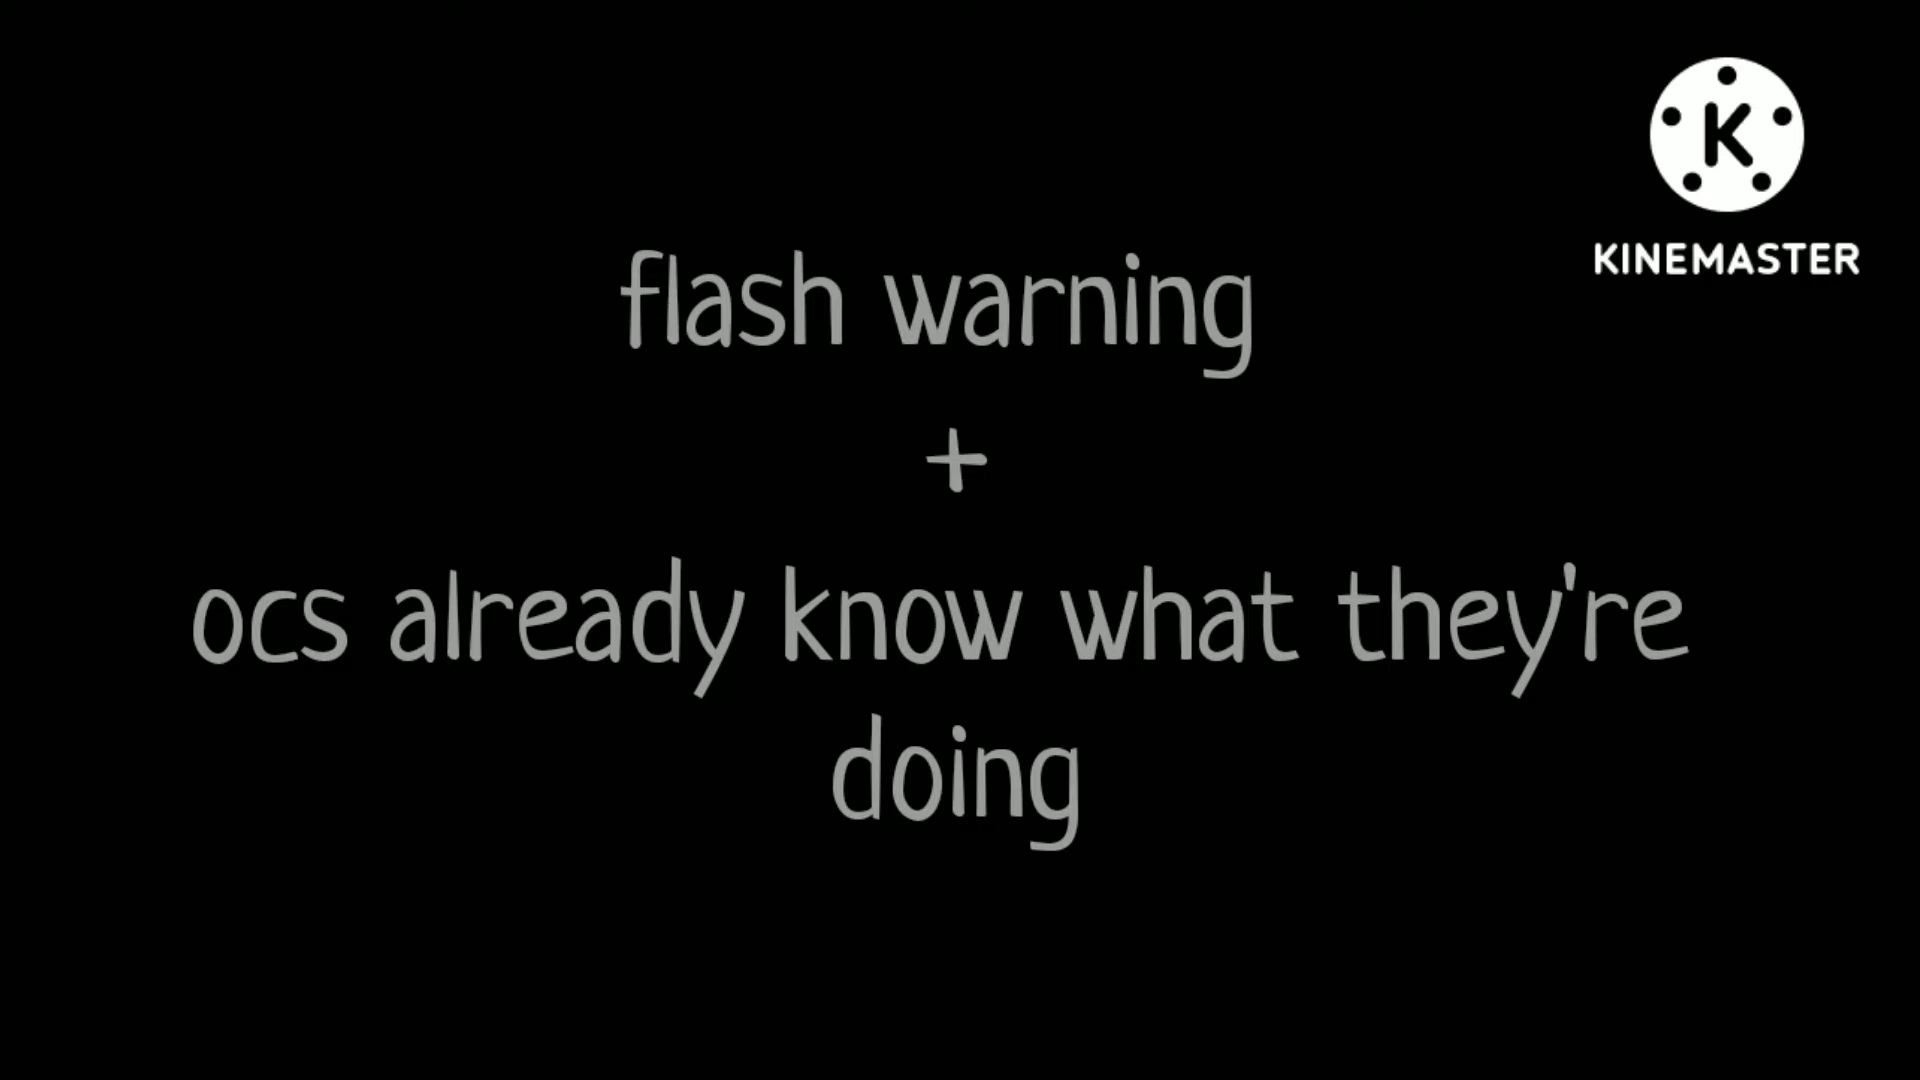 K
KINEMASTER
flash warning
+
ocs already know what they're
doing